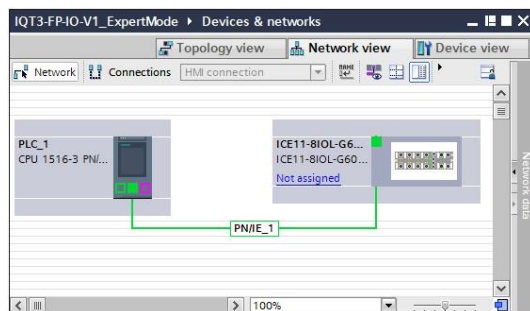 IQT3-FP-IO-V1_ExpertMode ▸ Devices & networks
Topology view Network view Device view
Network Connections HMI connection
PLC_1
CPU 1516-3 PN/...
ICE11-8IOL-G6...
ICE11-8IOL-G60...
Not assigned
PN/IE_1
Network data
100%